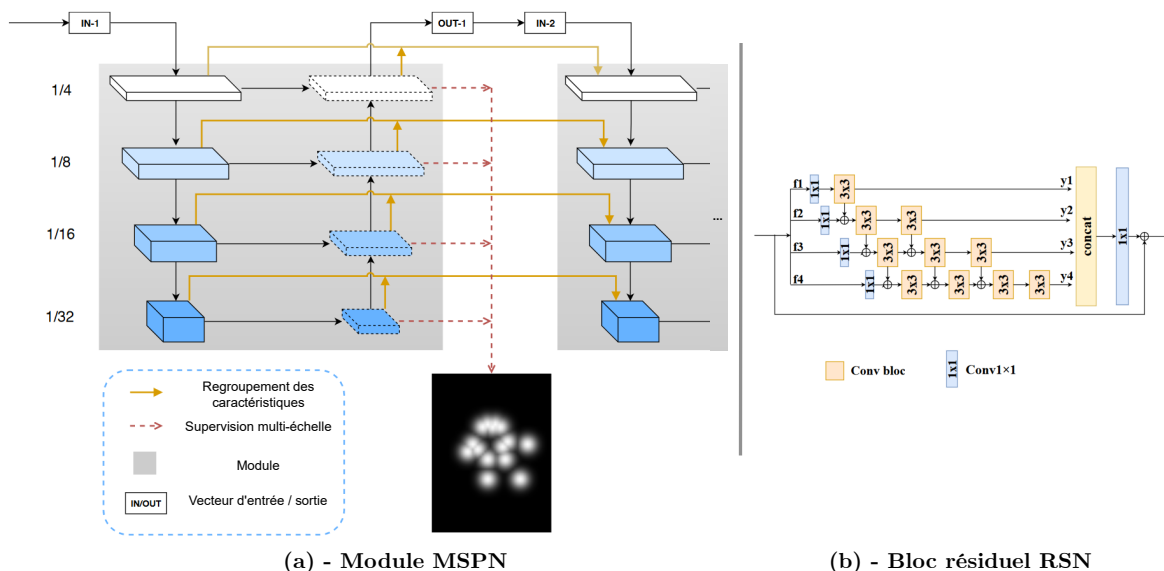 IN-1
OUT-1
IN-2
1/4
1/8
1/16
1/32
...
Regroupement des
caractéristiques
Supervision multi-échelle
Module
IN/OUT
Vecteur d'entrée / sortie
(a) - Module MSPN
f1
1x1
3x3
y1
f2
1x1
3x3
3x3
y2
f3
1x1
3x3
3x3
3x3
y3
f4
1x1
3x3
3x3
3x3
3x3
y4
concat
1x1
Conv bloc
1x1
Conv1×1
(b) - Bloc résiduel RSN